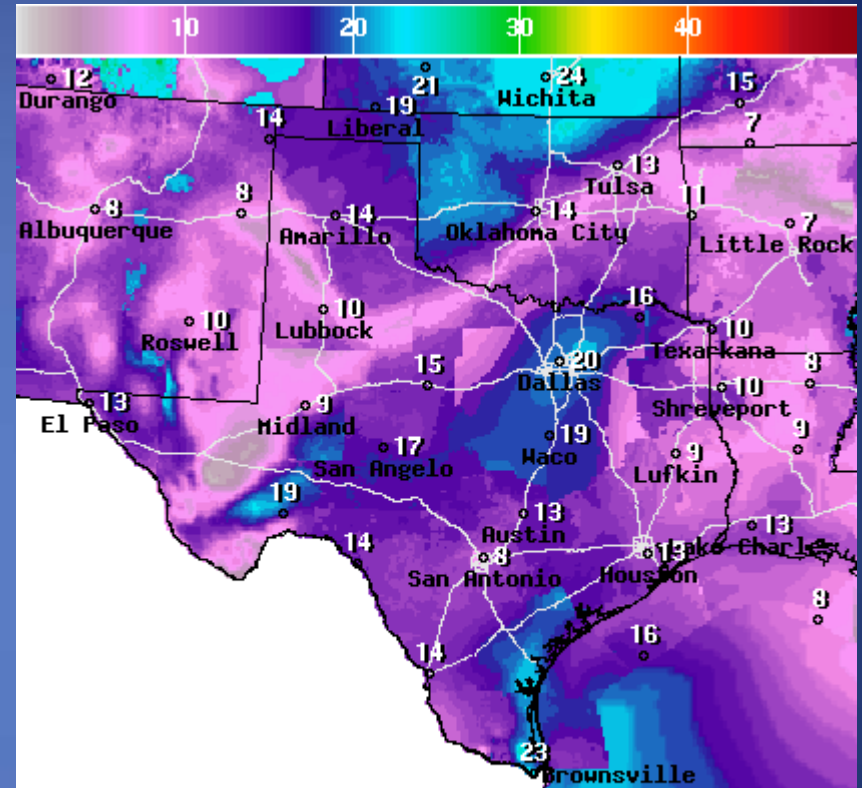 10 20 30 40
12
Durango
21
24
Wichita
19
Liberal
15
14
7
13
Tulsa
8
Albuquerque
8
14
Amarillo
14
Oklahoma City
11
7
Little Rock
10
Roswell
10
Lubbock
16
10
Texarkana
15
20
Dallas
10
Shreveport
8
13
El Paso
9
Midland
17
San Angelo
19
Waco
9
Lufkin
9
19
13
Austin
13
Lake Charles
14
8
San Antonio
13
Houston
8
14
16
23
Brownsville